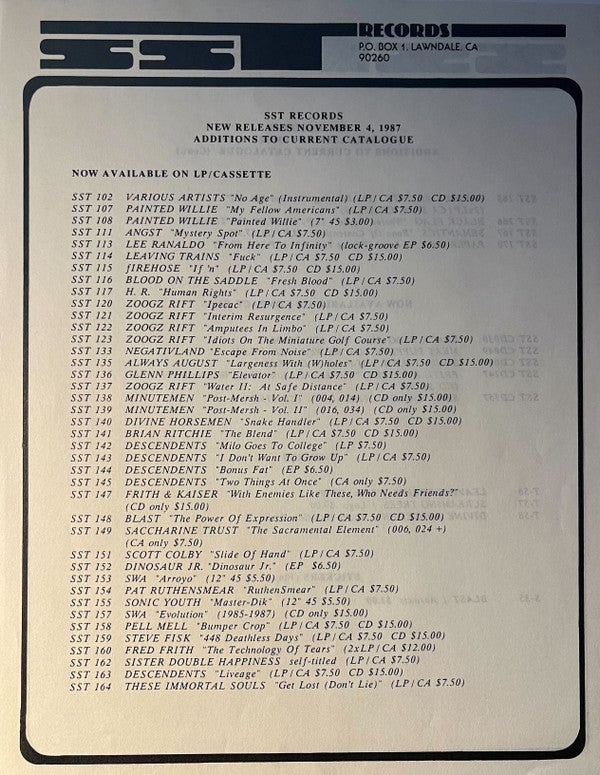 SST RECORDS
P.O. BOX 1, LAWNDALE, CA
90260
SST RECORDS
NEW RELEASES NOVEMBER 4, 1987
ADDITIONS TO CURRENT CATALOGUE
NOW AVAILABLE ON LP/CASSETTE
SST 102 VARIOUS ARTISTS "No Age" (Instrumental) (LP/CA $7.50 CD $15.00)
SST 107 PAINTED WILLIE "My Fellow Americans" (LP/CA $7.50)
SST 108 PAINTED WILLIE "Painted Willie" (7" 45 $3.00)
SST 111 ANGST "Mystery Spot" (LP/CA $7.50)
SST 113 LEE RANALDO "From Here To Infinity" (lock-groove EP $6.50)
SST 114 LEAVING TRAINS "Fuck" (LP/CA $7.50 CD $15.00)
SST 115 fIREHOSE "If 'n" (LP/CA $7.50 CD $15.00)
SST 116 BLOOD ON THE SADDLE "Fresh Blood" (LP/CA $7.50)
SST 117 H. R. "Human Rights" (LP/CA $7.50 CD $15.00)
SST 120 ZOOGZ RIFT "Ipecac" (LP/CA $7.50)
SST 121 ZOOGZ RIFT "Interim Resurgence" (LP/CA $7.50)
SST 122 ZOOGZ RIFT "Amputees In Limbo" (LP/CA $7.50)
SST 123 ZOOGZ RIFT "Idiots On The Miniature Golf Course" (LP/CA $7.50)
SST 133 NEGATIVLAND "Escape From Noise" (LP/CA $7.50)
SST 135 ALWAYS AUGUST "Largeness With (W)holes" (LP/CA $7.50 CD $15.00)
SST 136 GLENN PHILLIPS "Elevator" (LP/CA $7.50 CD $15.00)
SST 137 ZOOGZ RIFT "Water II: At Safe Distance" (LP/CA $7.50)
SST 138 MINUTEMEN "Post-Mersh - Vol. I" (004, 014) (CD only $15.00)
SST 139 MINUTEMEN "Post-Mersh - Vol. II" (016, 034) (CD only $15.00)
SST 140 DIVINE HORSEMEN "Snake Handler" (LP/CA $7.50 CD $15.00)
SST 141 BRIAN RITCHIE "The Blend" (LP/CA $7.50 CD $15.00)
SST 142 DESCENDENTS "Milo Goes To College" (LP $7.50)
SST 143 DESCENDENTS "I Don't Want To Grow Up" (LP/CA $7.50)
SST 144 DESCENDENTS "Bonus Fat" (EP $6.50)
SST 145 DESCENDENTS "Two Things At Once" (CA only $7.50)
SST 147 FRITH & KAISER "With Enemies Like These, Who Needs Friends?"
(CD only $15.00)
SST 148 BLAST "The Power Of Expression" (LP/CA $7.50 CD $15.00)
SST 149 SACCHARINE TRUST "The Sacramental Element" (006, 024 +)
(CA only $7.50)
SST 151 SCOTT COLBY "Slide Of Hand" (LP/CA $7.50)
SST 152 DINOSAUR JR. "Dinosaur Jr." (EP $6.50)
SST 153 SWA "Arroyo" (12" 45 $5.50)
SST 154 PAT RUTHENSMEAR "RuthenSmear" (LP/CA $7.50)
SST 155 SONIC YOUTH "Master-Dik" (12" 45 $5.50)
SST 157 SWA "Evolution" (1985-1987) (CD only $15.00)
SST 158 PELL MELL "Bumper Crop" (LP/CA $7.50 CD $15.00)
SST 159 STEVE FISK "448 Deathless Days" (LP/CA $7.50 CD $15.00)
SST 160 FRED FRITH "The Technology Of Tears" (2xLP/CA $12.00)
SST 162 SISTER DOUBLE HAPPINESS self-titled (LP/CA $7.50)
SST 163 DESCENDENTS "Liveage" (LP/CA $7.50 CD $15.00)
SST 164 THESE IMMORTAL SOULS "Get Lost (Don't Lie)" (LP/CA $7.50)